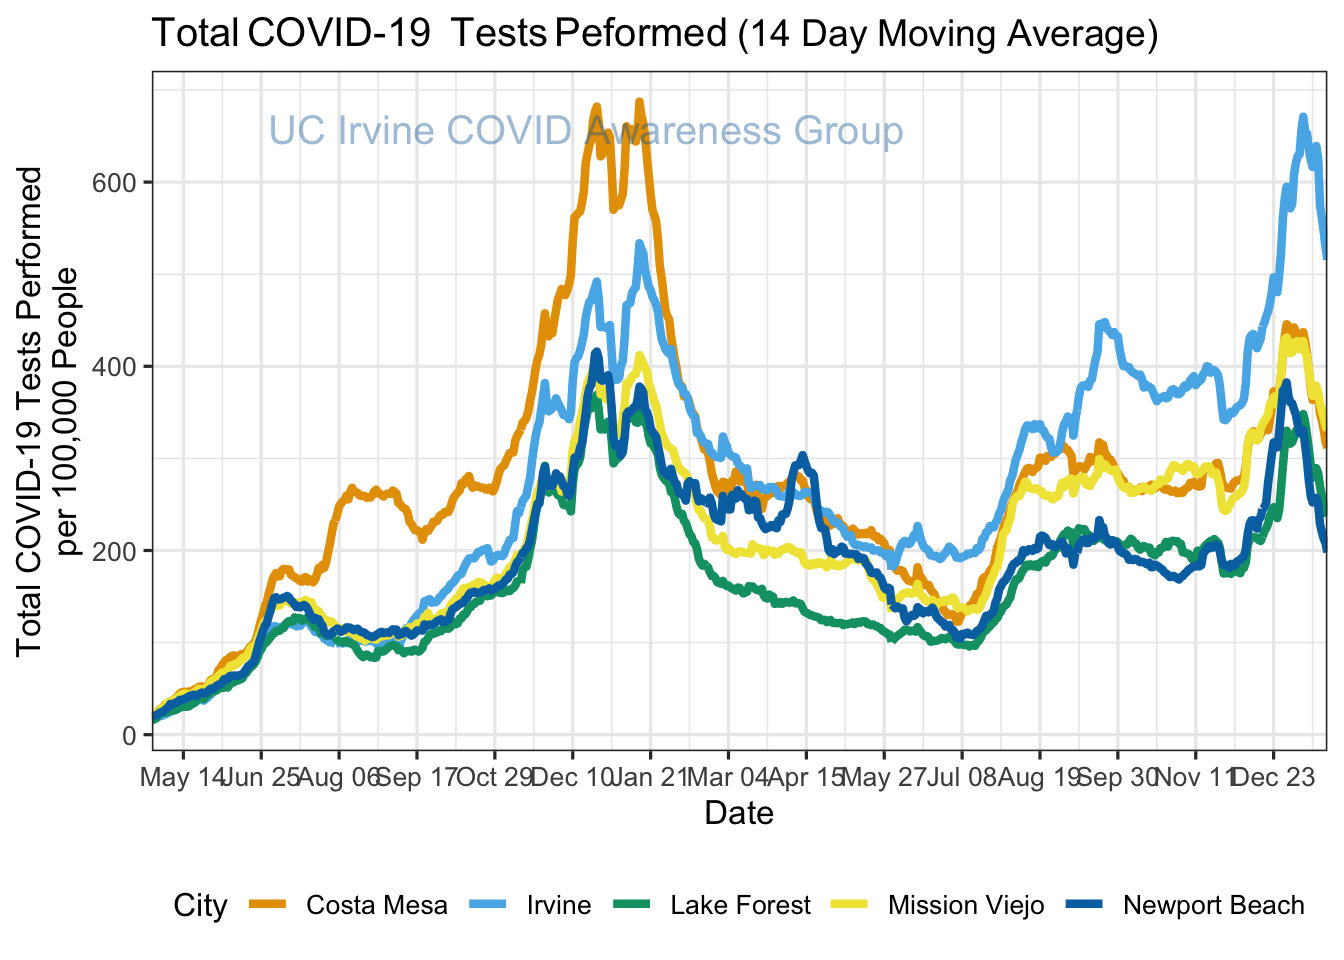 Total COVID-19 Tests Peformed (14 Day Moving Average)
UC Irvine COVID Awareness Group
Total COVID-19 Tests Performed
per 100,000 People
600
400
200
0
May 14 Jun 25 Aug 06 Sep 17 Oct 29 Dec 10 Jan 21 Mar 04 Apr 15 May 27 Jul 08 Aug 19 Sep 30 Nov 11 Dec 23
Date
City Costa Mesa Irvine Lake Forest Mission Viejo Newport Beach